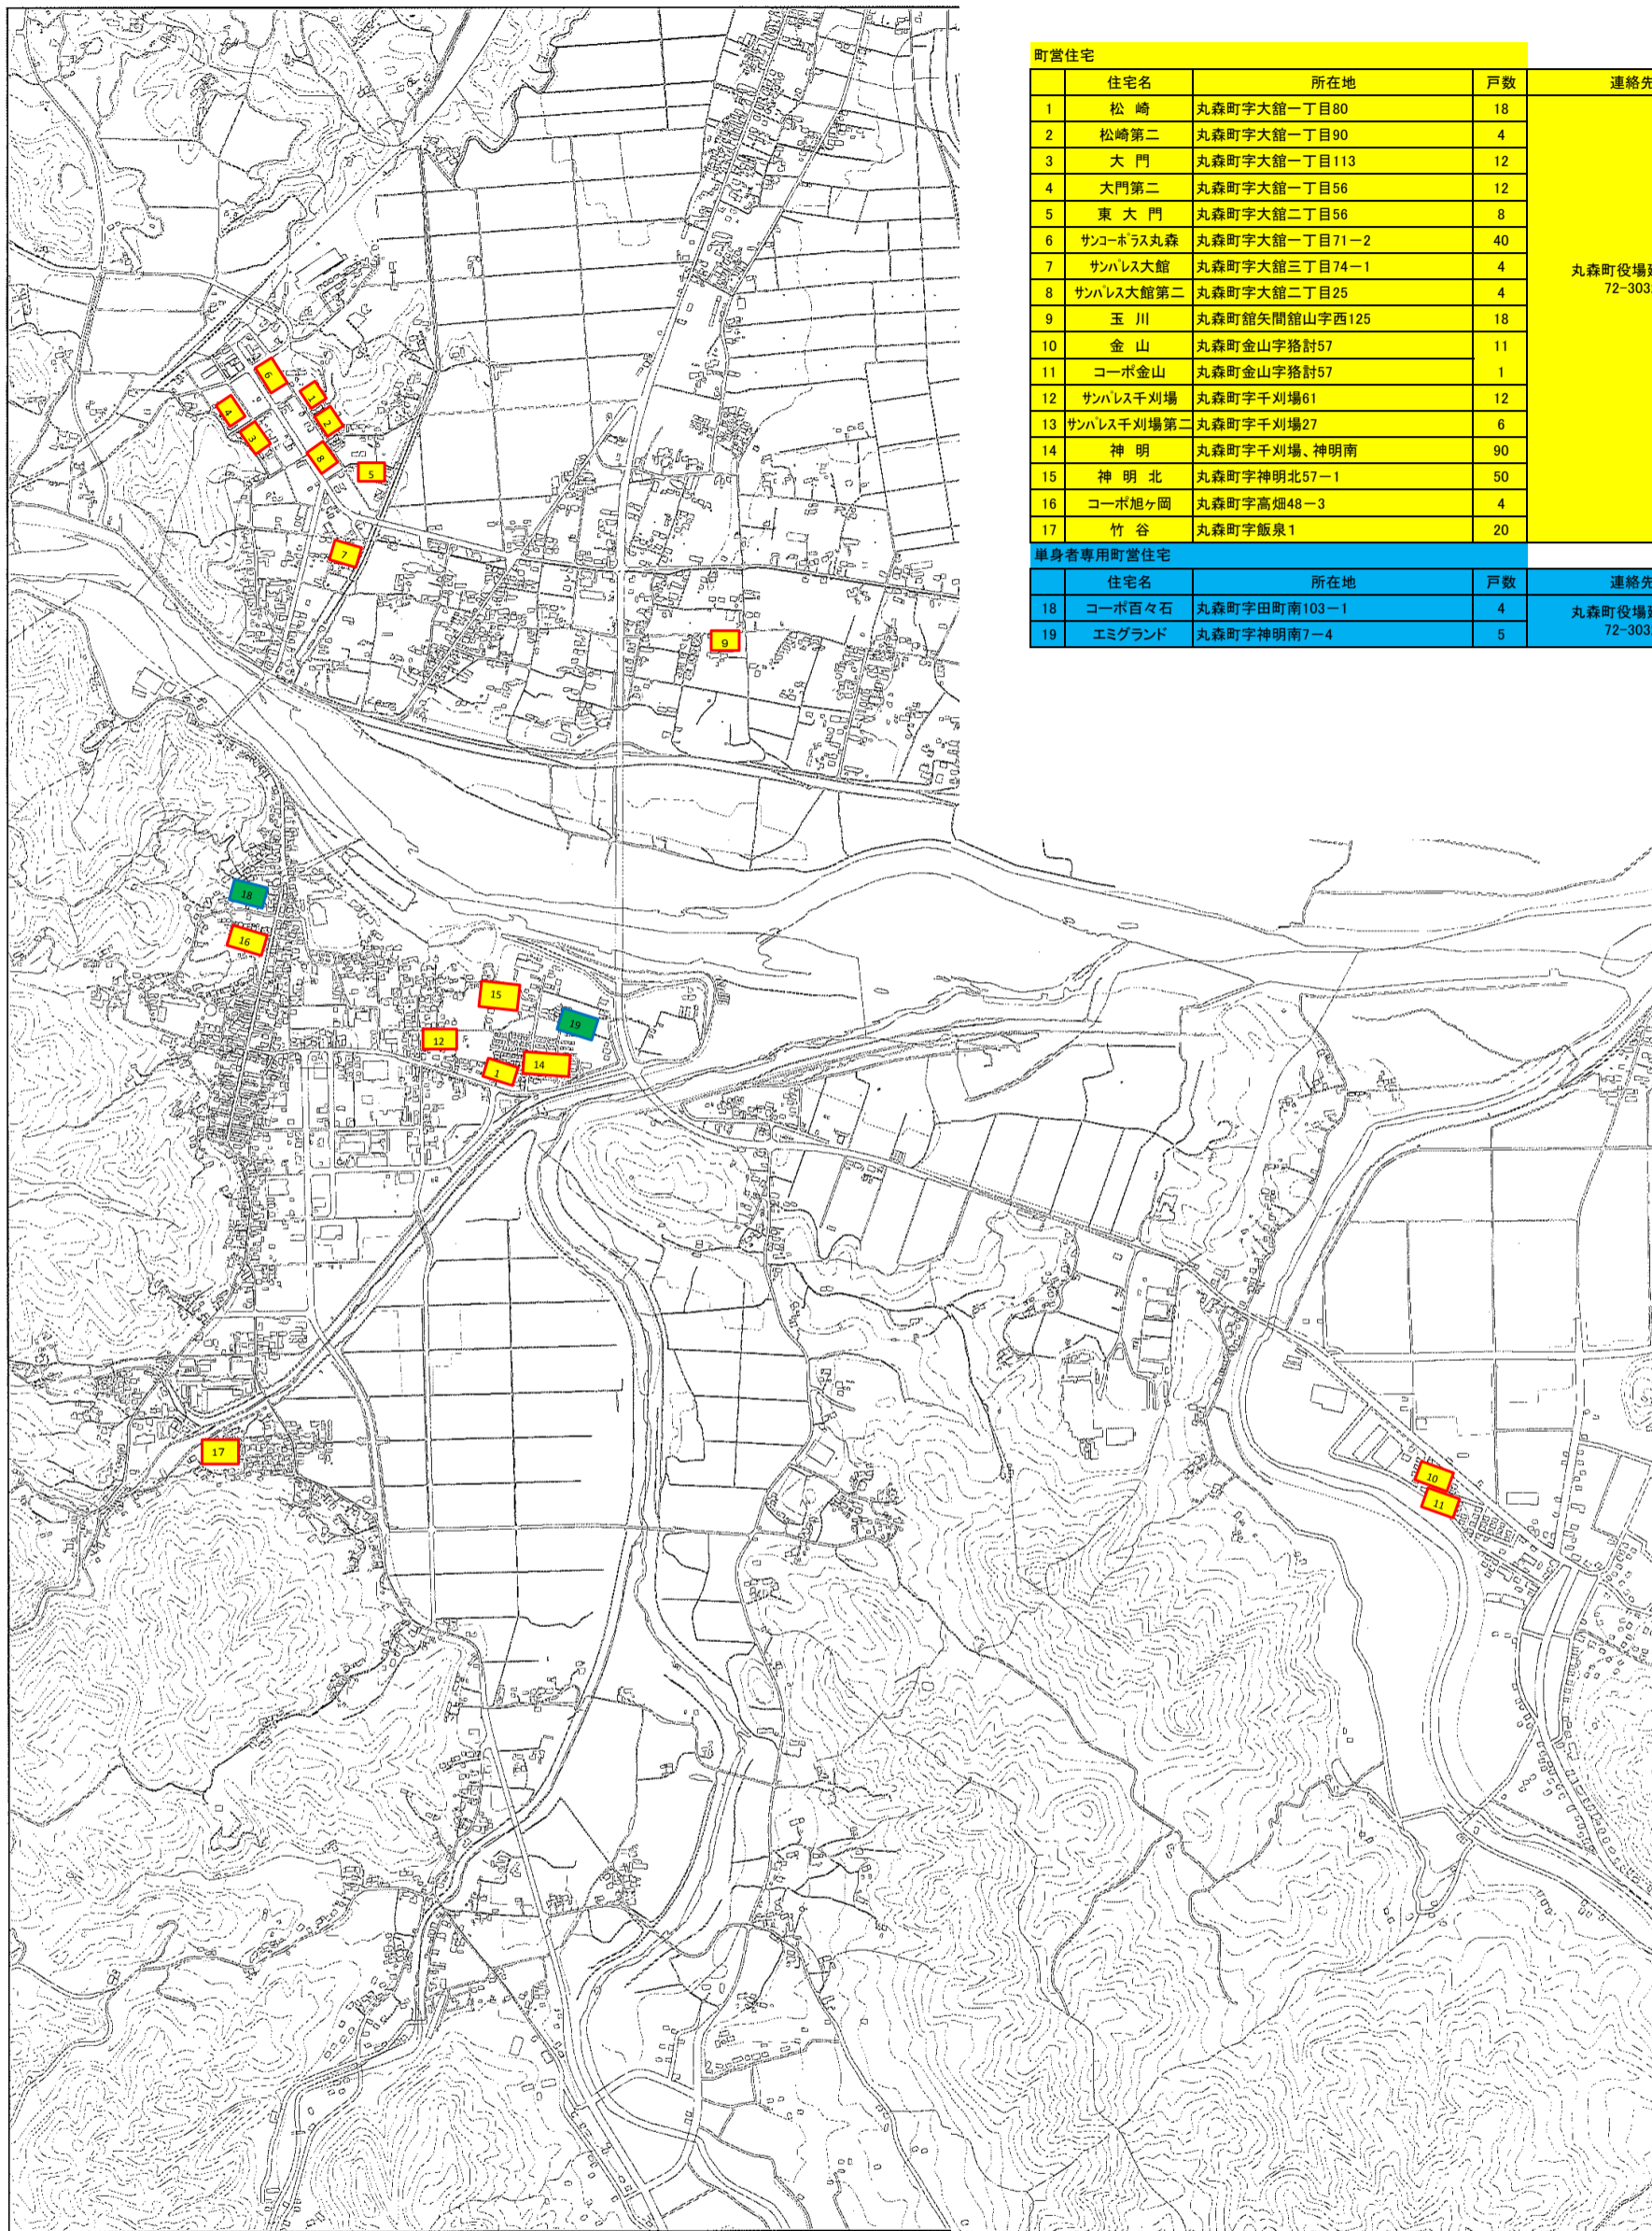 町営住宅
住宅名 所在地 戸数 連絡先
1 松 崎 丸森町字大舘一丁目80 18
2 松崎第二 丸森町字大舘一丁目90 4
3 大 門 丸森町字大舘一丁目113 12
4 大門第二 丸森町字大舘一丁目56 12
5 東 大 門 丸森町字大舘二丁目56 8
6 サンコーポラス丸森 丸森町字大舘一丁目71－2 40
7 サンパレス大舘 丸森町字大舘三丁目74－1 4
8 サンパレス大舘第二 丸森町字大舘二丁目25 4
9 玉 川 丸森町舘矢間舘山字西125 18
10 金 山 丸森町金山字狢討57 11
11 コーポ金山 丸森町金山字狢討57 1
12 サンパレス千刈場 丸森町字千刈場61 12
13 サンパレス千刈場第二 丸森町字千刈場27 6
14 神 明 丸森町字千刈場、神明南 90
15 神 明 北 丸森町字神明北57－1 50
16 コーポ旭ヶ岡 丸森町字高畑48－3 4
17 竹 谷 丸森町字飯泉1 20
丸森町役場
72-303
単身者専用町営住宅
住宅名 所在地 戸数 連絡先
18 コーポ百々石 丸森町字田町南103－1 4
19 エミグランド 丸森町字神明南7－4 5
丸森町役場
72-303
6
1
4
2
3
8
5
7
9
18
16
15
19
12
14
1
17
10
11